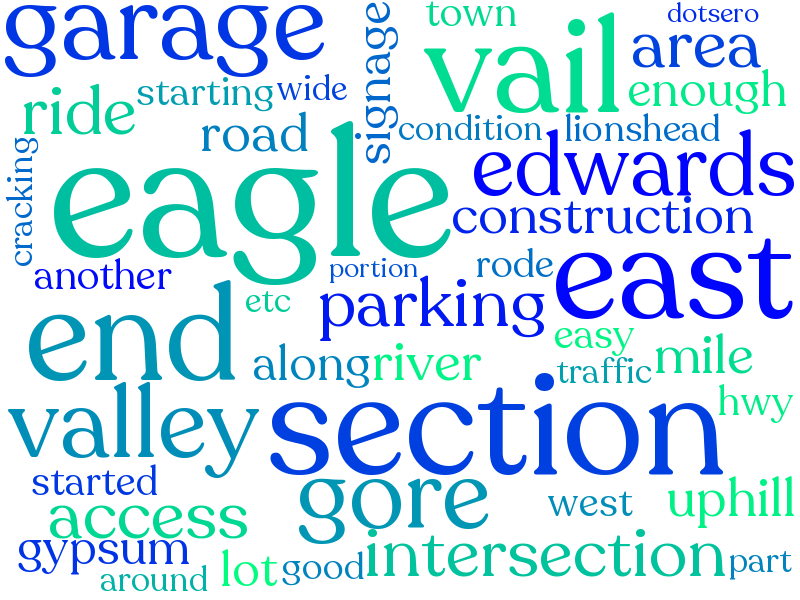 garage
signage
town
dotsero
vail
area
ride
starting
wide
enough
road
condition
lionshead
cracking
eagle
edwards
construction
another
portion
rode
east
etc
parking
end
along
river
easy
traffic
mile
hwy
valley
section
started
gore
west
uphill
access
gypsum
around
lot
good
intersection
part